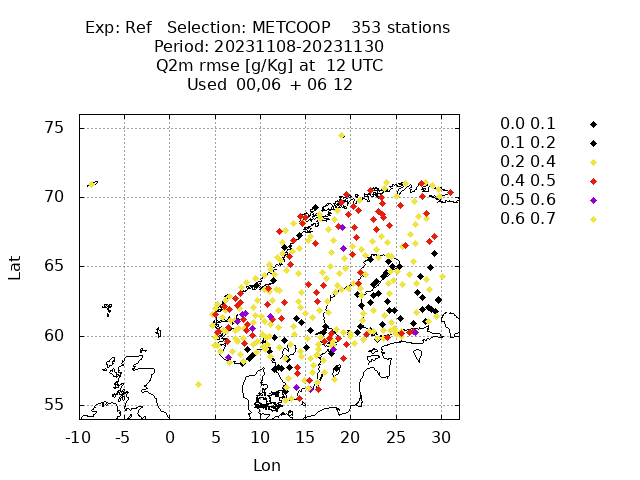 Exp: Ref   Selection: METCOOP    353 stations
Period: 20231108-20231130
Q2m rmse [g/Kg] at  12 UTC
Used  00,06  + 06 12
0.0 0.1
0.1 0.2
0.2 0.4
0.4 0.5
0.5 0.6
0.6 0.7
75
70
65
60
55
Lat
-10 -5 0 5 10 15 20 25 30
Lon